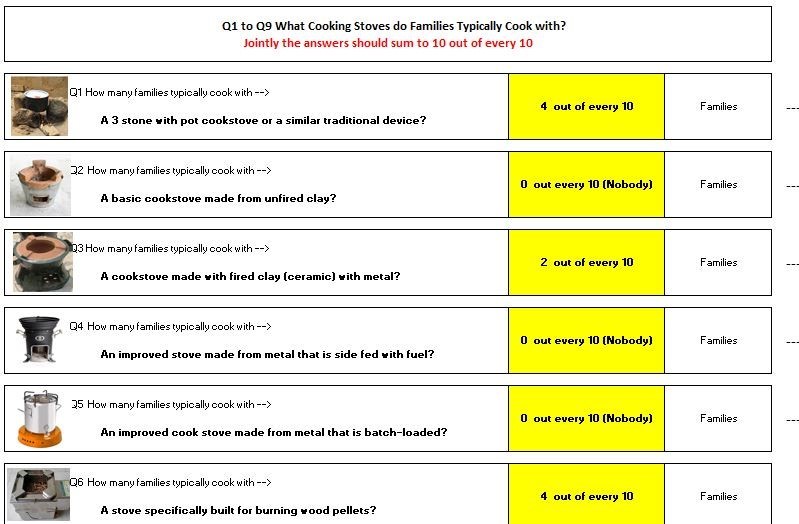 Q1 to Q9 What Cooking Stoves do Families Typically Cook with?
Jointly the answers should sum to 10 out of every 10
Q1 How many families typically cook with -->
A 3 stone with pot cookstove or a similar traditional device?
4 out of every 10
Families
Q2 How many families typically cook with -->
A basic cookstove made from unfired clay?
0 out every 10 (Nobody)
Families
Q3 How many families typically cook with -->
A cookstove made with fired clay (ceramic) with metal?
2 out of every 10
Families
Q4 How many families typically cook with -->
An improved stove made from metal that is side fed with fuel?
0 out every 10 (Nobody)
Families
Q5 How many families typically cook with -->
An improved cook stove made from metal that is batch-loaded?
0 out every 10 (Nobody)
Families
Q6 How many families typically cook with -->
A stove specifically built for burning wood pellets?
4 out of every 10
Families